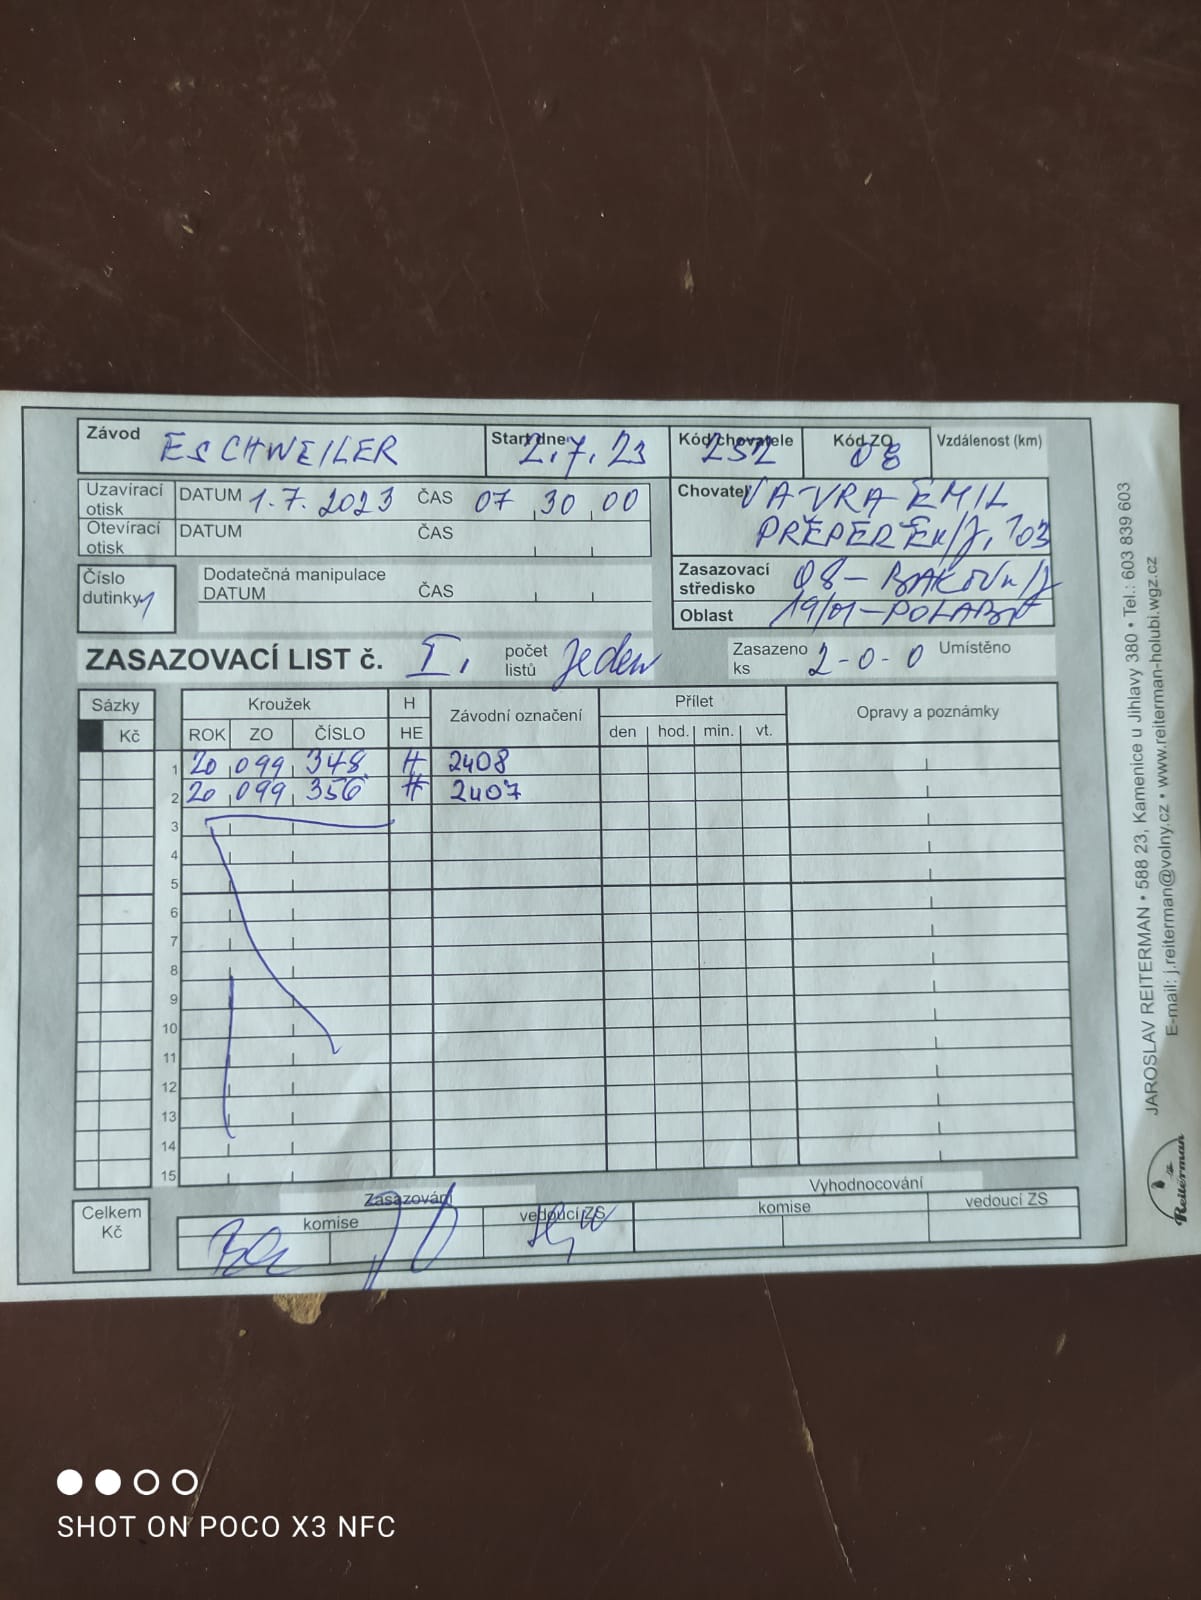 Závod ESCHWEILER Start dne 2.7.23 Kód chovatele 252 Kód ZO 08 Vzdálenost (km)
Uzavírací otisk DATUM 1.7.2023 ČAS 07 30 00
Otevírací otisk DATUM ČAS
Chovatel VAVRA EMIL
PŘEPEŘE n/J, 103
Číslo dutinky 1
Dodatečná manipulace
DATUM ČAS
Zasazovací středisko 08 - BAKOV n/J
Oblast 19/01 - POLABÍ
ZASAZOVACÍ LIST č. I. počet listů Jeden Zasazeno ks 2-0-0 Umístěno
Sázky Kroužek H Závodní označení Přílet Opravy a poznámky
Kč ROK ZO ČÍSLO HE den hod. min. vt.
1 20 099 348 H 2408
2 20 099 356 H 2407
3
4
5
6
7
8
9
10
11
12
13
14
15
Celkem Kč
Zasazování Vyhodnocování
komise vedoucí ZS komise vedoucí ZS
JAROSLAV REITERMAN • 588 23, Kamenice u Jihlavy 380 • Tel.: 603 839 603
E-mail: j.reiterman@volny.cz • www.reiterman-holubi.wgz.cz
Reiterman
SHOT ON POCO X3 NFC